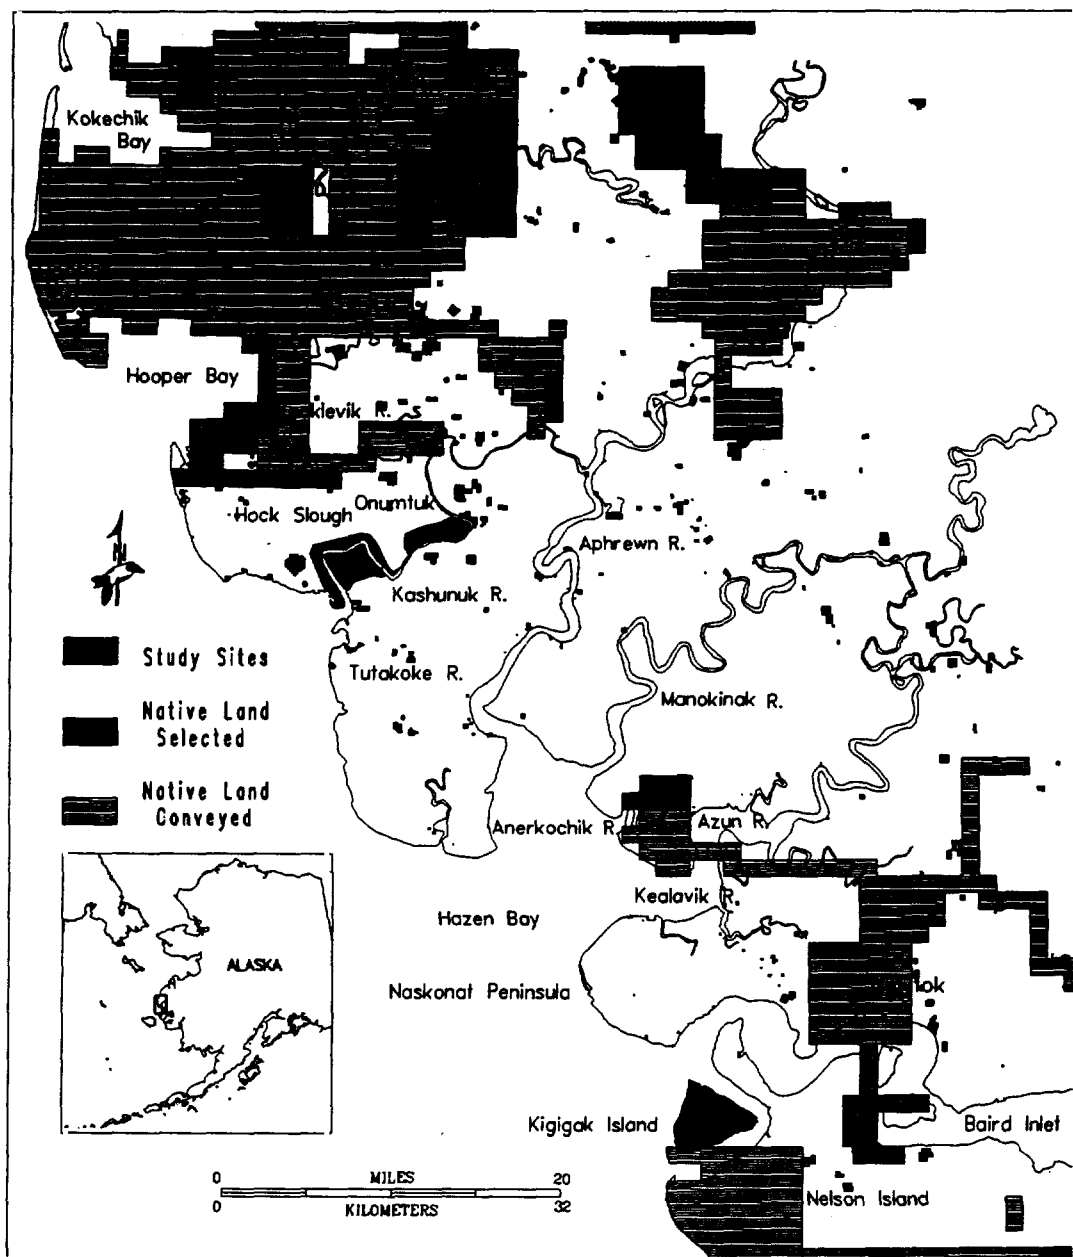 Kokechik
Bay
Hooper Bay
Hock Slough
Onumtuk
Kashunuk R.
Aphrewn R.
N
Study Sites
Native Land
Selected
Native Land
Conveyed
Tutakoke R.
Manokinak R.
Anerkochik R.
Azun R.
Kealavik R.
Hazen Bay
Naskonat Peninsula
ALASKA
Kigigak Island
Baird Inlet
Nelson Island
0 MILES 20
0 KILOMETERS 32